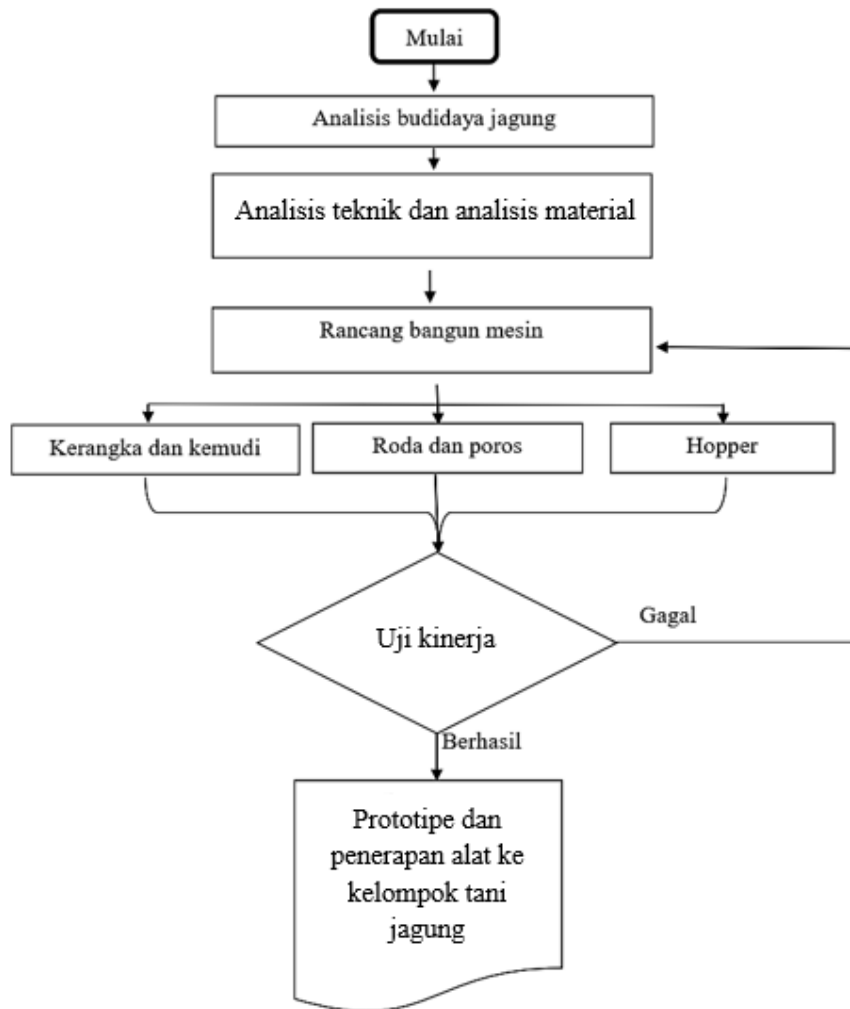 Mulai
Analisis budidaya jagung
Analisis teknik dan analisis material
Rancang bangun mesin
Kerangka dan kemudi
Roda dan poros
Hopper
Uji kinerja
Gagal
Berhasil
Prototipe dan
penerapan alat ke
kelompok tani
jagung